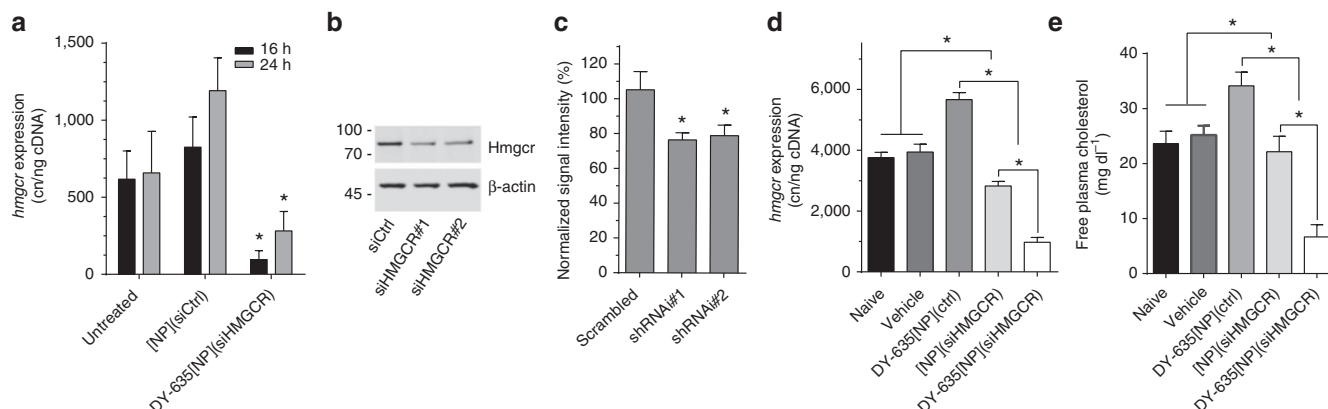 a
hmgcr expression
(cn/ng cDNA)
1,500
1,000
500
0
16 h
24 h
*
*
Untreated
[NP](siCtrl)
DY-635[NP](siHMGCR)
b
100
70
45
Hmgcr
β-actin
siCtrl
siHMGCR#1
siHMGCR#2
c
Normalized signal intensity (%)
120
100
80
60
40
20
0
*
*
Scrambled
shRNAi#1
shRNAi#2
d
hmgcr expression
(cn/ng cDNA)
6,000
4,000
2,000
0
*
*
*
Naive
Vehicle
DY-635[NP](ctrl)
[NP](siHMGCR)
DY-635[NP](siHMGCR)
e
Free plasma cholesterol
(mg dl⁻¹)
40
30
20
10
0
*
*
*
Naive
Vehicle
DY-635[NP](ctrl)
[NP](siHMGCR)
DY-635[NP](siHMGCR)